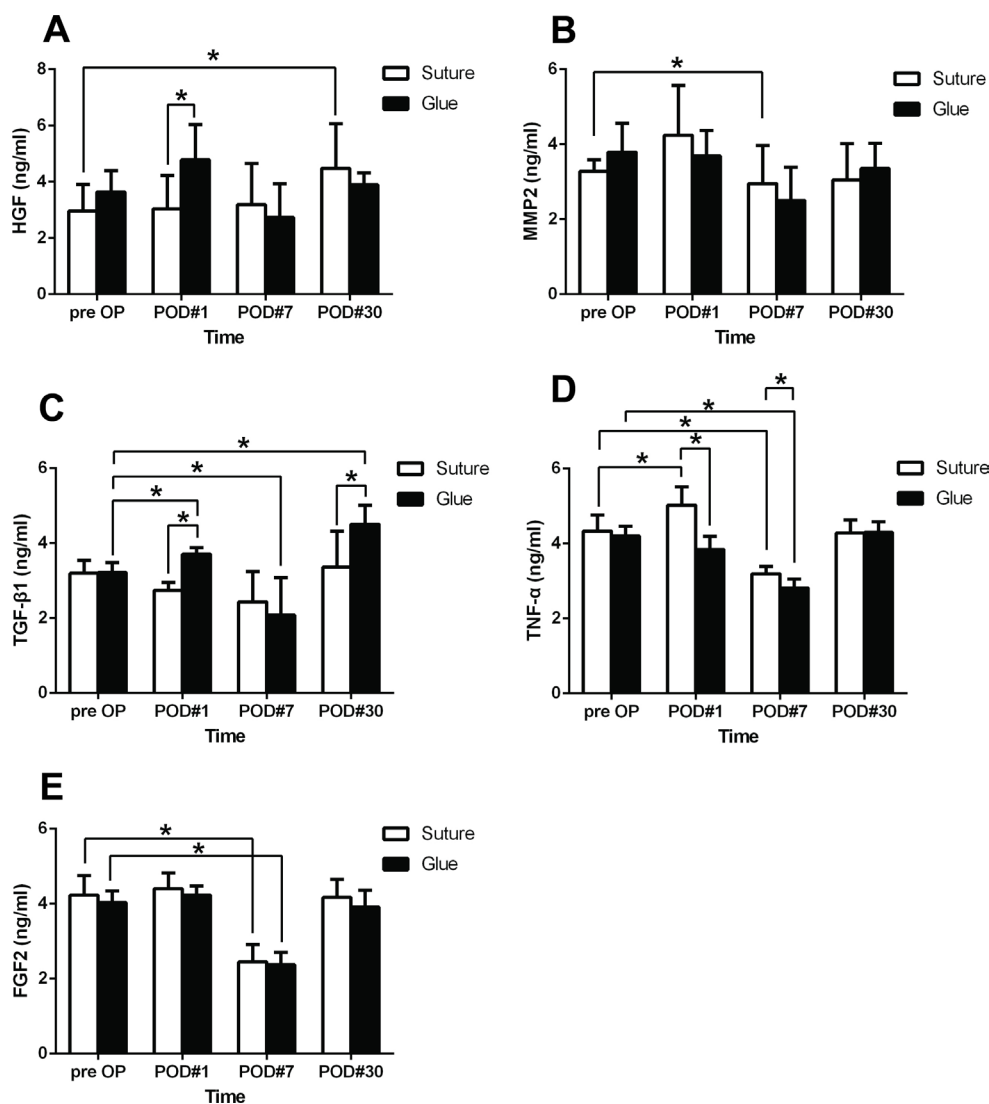 A
*
*
Suture
Glue
HGF (ng/ml)
8
6
4
2
0
pre OP POD#1 POD#7 POD#30
Time
B
*
Suture
Glue
MMP2 (ng/ml)
6
4
2
0
pre OP POD#1 POD#7 POD#30
Time
C
*
*
*
*
*
Suture
Glue
TGF-β1 (ng/ml)
6
4
2
0
pre OP POD#1 POD#7 POD#30
Time
D
*
*
*
*
*
Suture
Glue
TNF-α (ng/ml)
6
4
2
0
pre OP POD#1 POD#7 POD#30
Time
E
*
*
Suture
Glue
FGF2 (ng/ml)
6
4
2
0
pre OP POD#1 POD#7 POD#30
Time